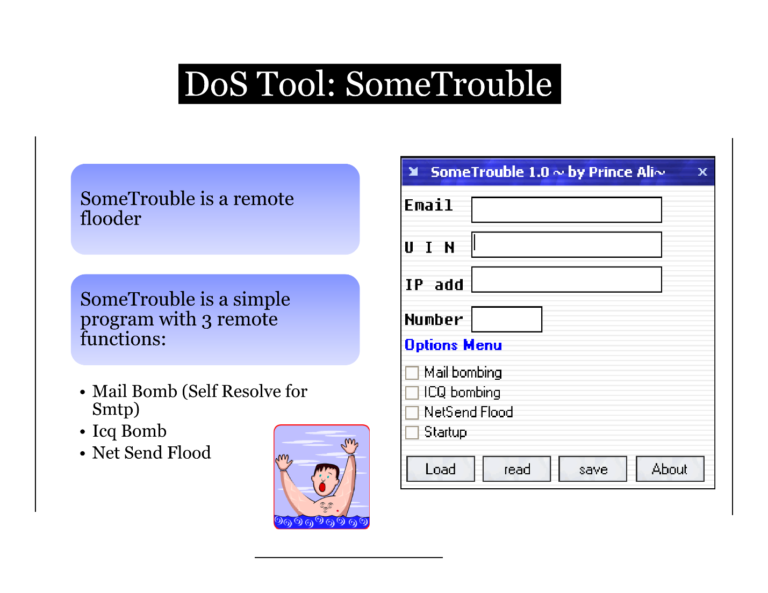 DoS Tool: SomeTrouble
SomeTrouble is a remote
flooder
SomeTrouble is a simple
program with 3 remote
functions:
• Mail Bomb (Self Resolve for
Smtp)
• Icq Bomb
• Net Send Flood
SomeTrouble 1.0 ~ by Prince Ali~ x
Email
U I N
IP add
Number
Options Menu
Mail bombing
ICQ bombing
NetSend Flood
Startup
Load read save About